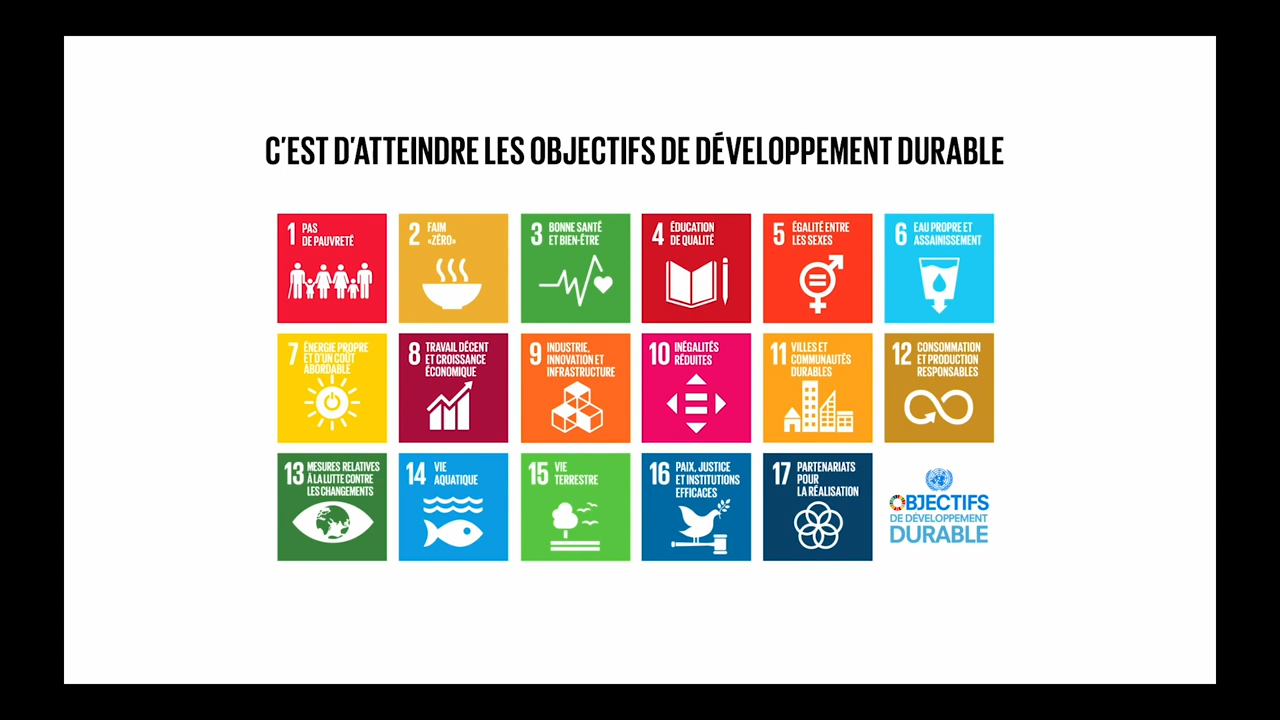 C'EST D'ATTEINDRE LES OBJECTIFS DE DÉVELOPPEMENT DURABLE
1 PAS
DE PAUVRETÉ
2 FAIM
«ZÉRO»
3 BONNE SANTÉ
ET BIEN-ÊTRE
4 ÉDUCATION
DE QUALITÉ
5 ÉGALITÉ ENTRE
LES SEXES
6 EAU PROPRE ET
ASSAINISSEMENT
7 ÉNERGIE PROPRE
ET D'UN COÛT
ABORDABLE
8 TRAVAIL DÉCENT
ET CROISSANCE
ÉCONOMIQUE
9 INDUSTRIE,
INNOVATION ET
INFRASTRUCTURE
10 INÉGALITÉS
RÉDUITES
11 VILLES ET
COMMUNAUTÉS
DURABLES
12 CONSOMMATION
ET PRODUCTION
RESPONSABLES
13 MESURES RELATIVES
À LA LUTTE CONTRE
LES CHANGEMENTS
14 VIE
AQUATIQUE
15 VIE
TERRESTRE
16 PAIX, JUSTICE
ET INSTITUTIONS
EFFICACES
17 PARTENARIATS
POUR
LA RÉALISATION
OBJECTIFS
DE DÉVELOPPEMENT
DURABLE